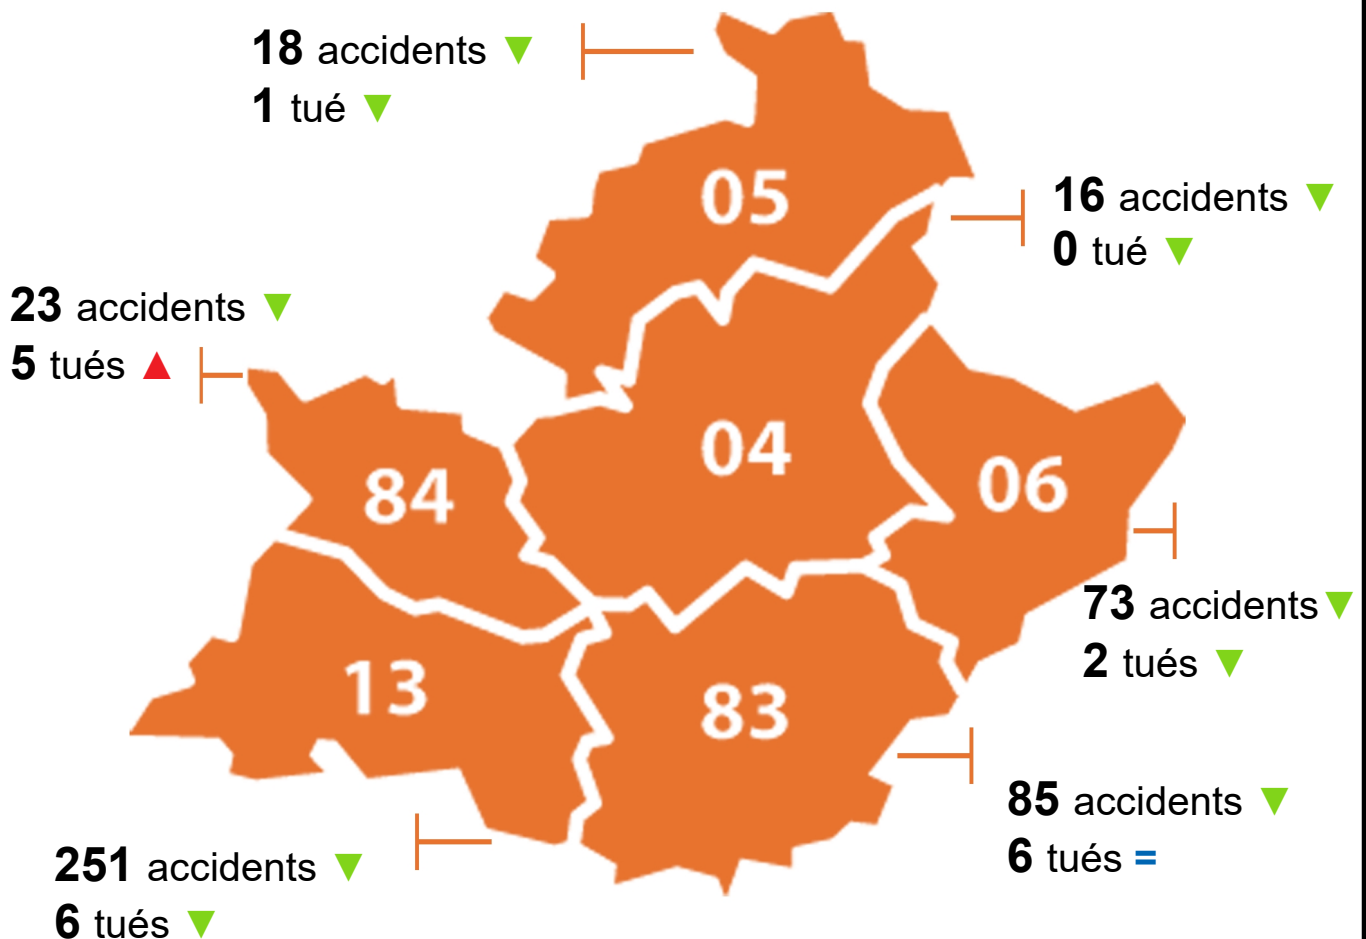 18 accidents ▼
1 tué ▼
05
16 accidents ▼
0 tué ▼
23 accidents ▼
5 tués ▲
04
06
84
73 accidents ▼
2 tués ▼
13
83
85 accidents ▼
6 tués =
251 accidents ▼
6 tués ▼